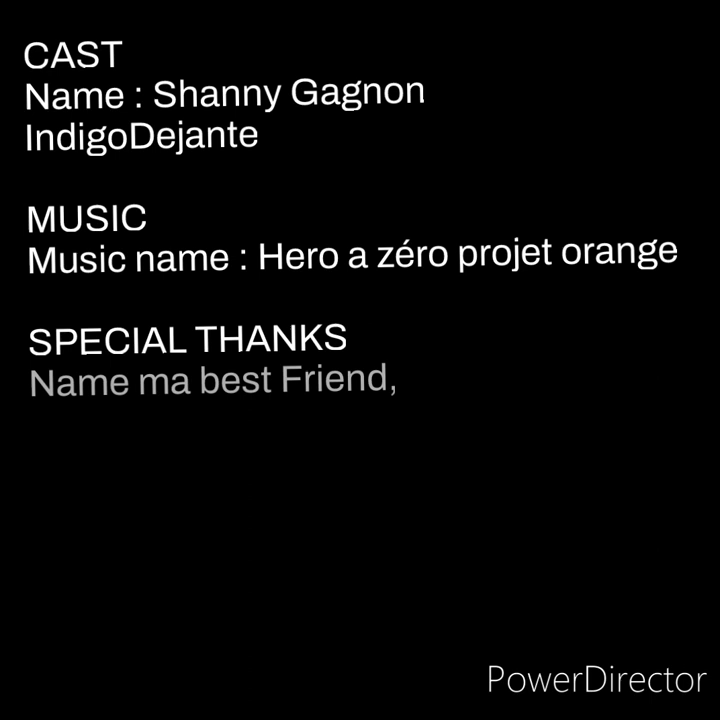 CAST
Name : Shanny Gagnon
IndigoDejante
MUSIC
Music name : Hero a zéro projet orange
SPECIAL THANKS
Name ma best Friend,
PowerDirector